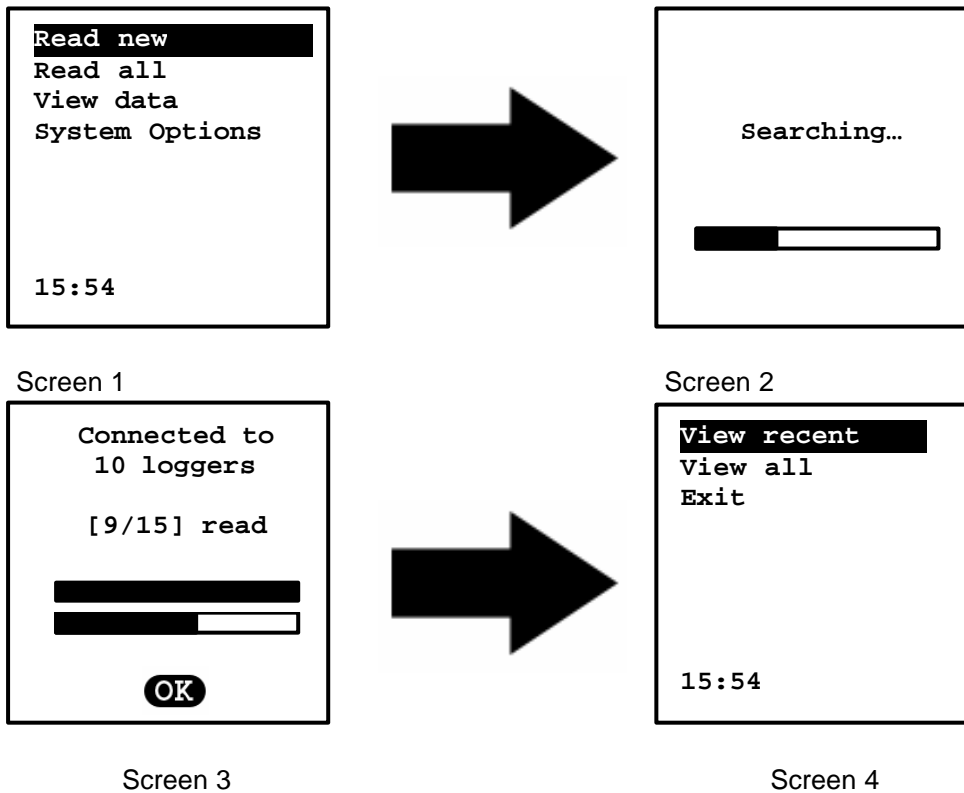 Read new
Read all
View data
System Options
15:54
Screen 1
Searching…
Screen 2
Connected to
10 loggers
[9/15] read
OK
Screen 3
View recent
View all
Exit
15:54
Screen 4